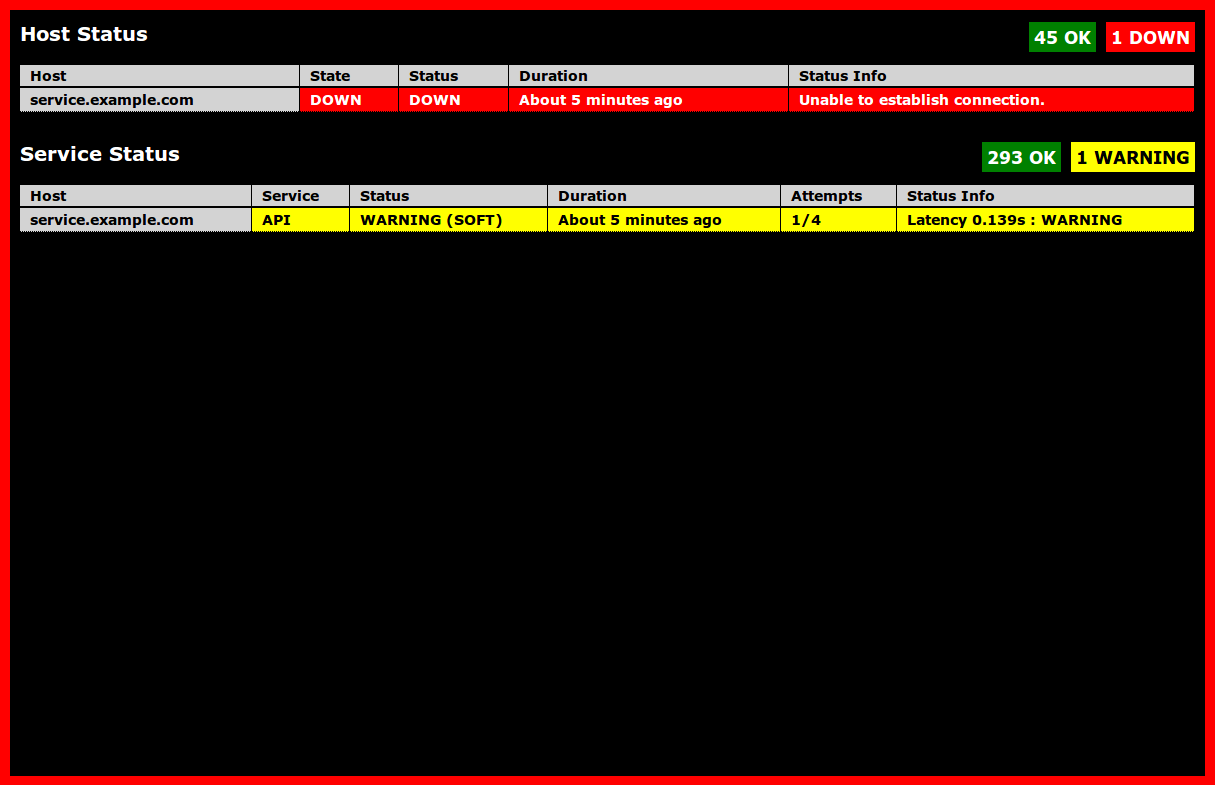 Host Status
45 OK 1 DOWN
Host State Status Duration Status Info
service.example.com DOWN DOWN About 5 minutes ago Unable to establish connection.
Service Status
293 OK 1 WARNING
Host Service Status Duration Attempts Status Info
service.example.com API WARNING (SOFT) About 5 minutes ago 1/4 Latency 0.139s : WARNING